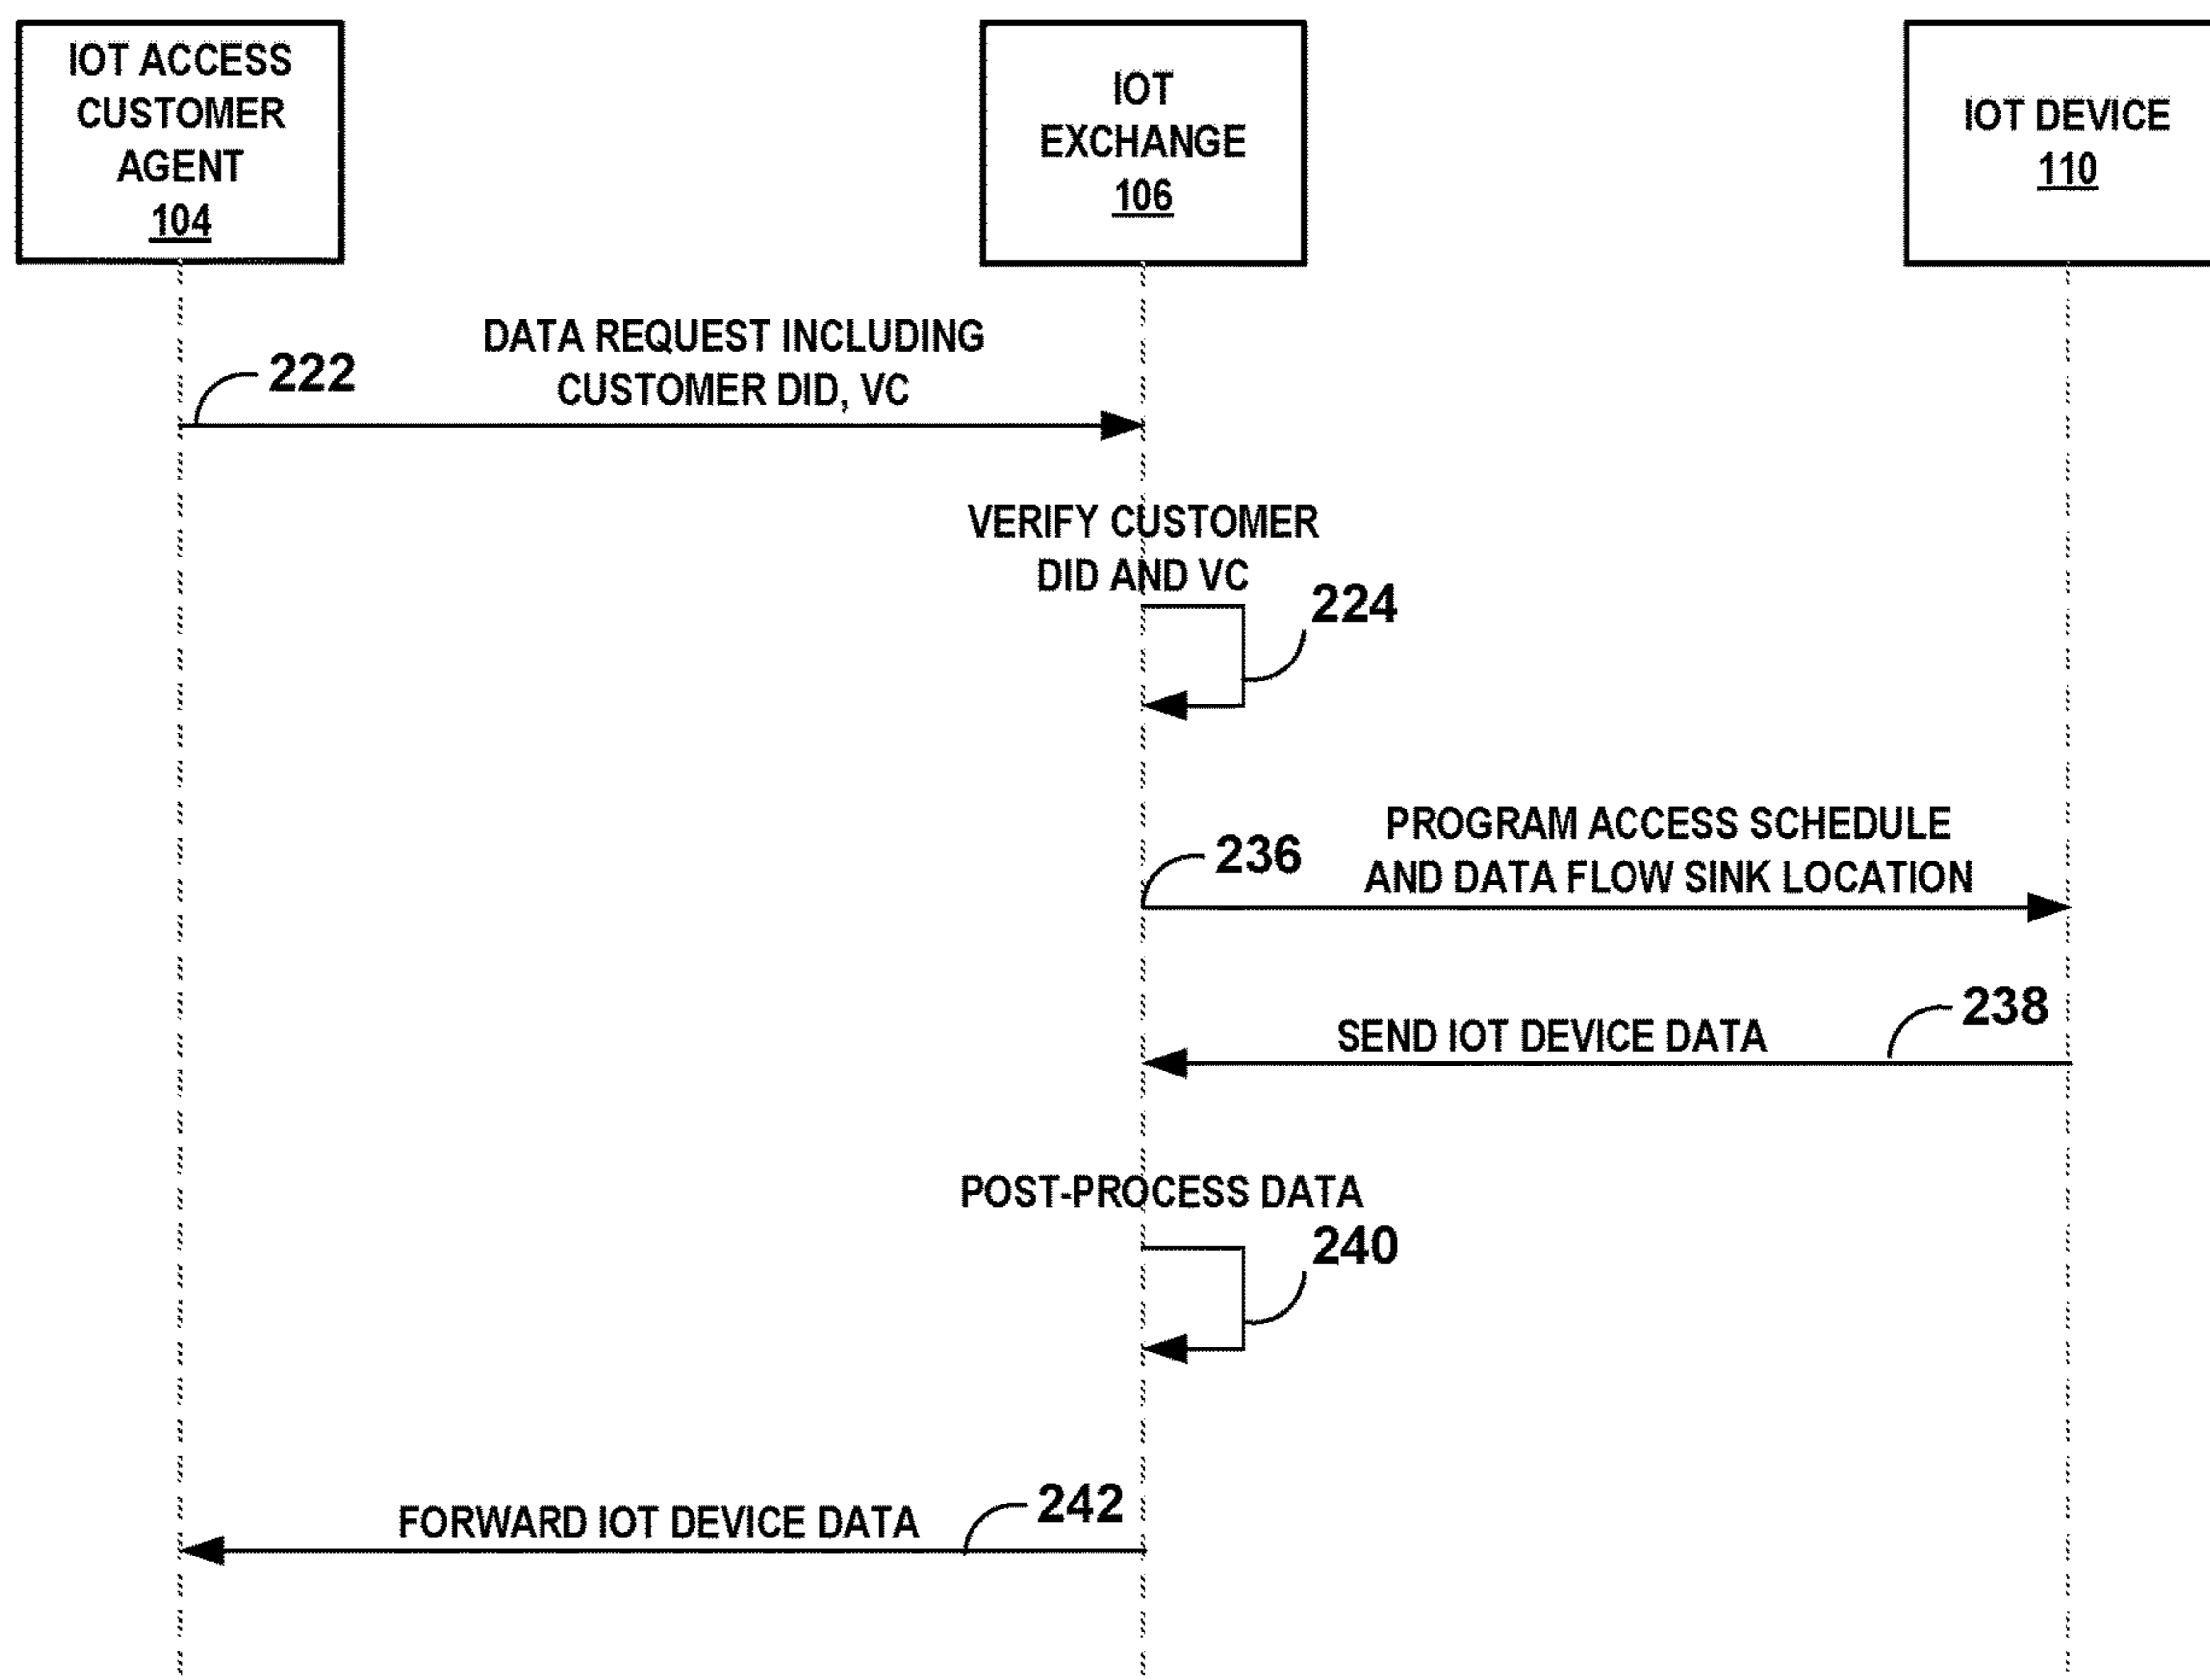 IOT ACCESS
CUSTOMER
AGENT
104
IOT
EXCHANGE
106
IOT DEVICE
110
DATA REQUEST INCLUDING
CUSTOMER DID, VC
222
VERIFY CUSTOMER
DID AND VC
224
PROGRAM ACCESS SCHEDULE
AND DATA FLOW SINK LOCATION
236
SEND IOT DEVICE DATA
238
POST-PROCESS DATA
240
FORWARD IOT DEVICE DATA
242